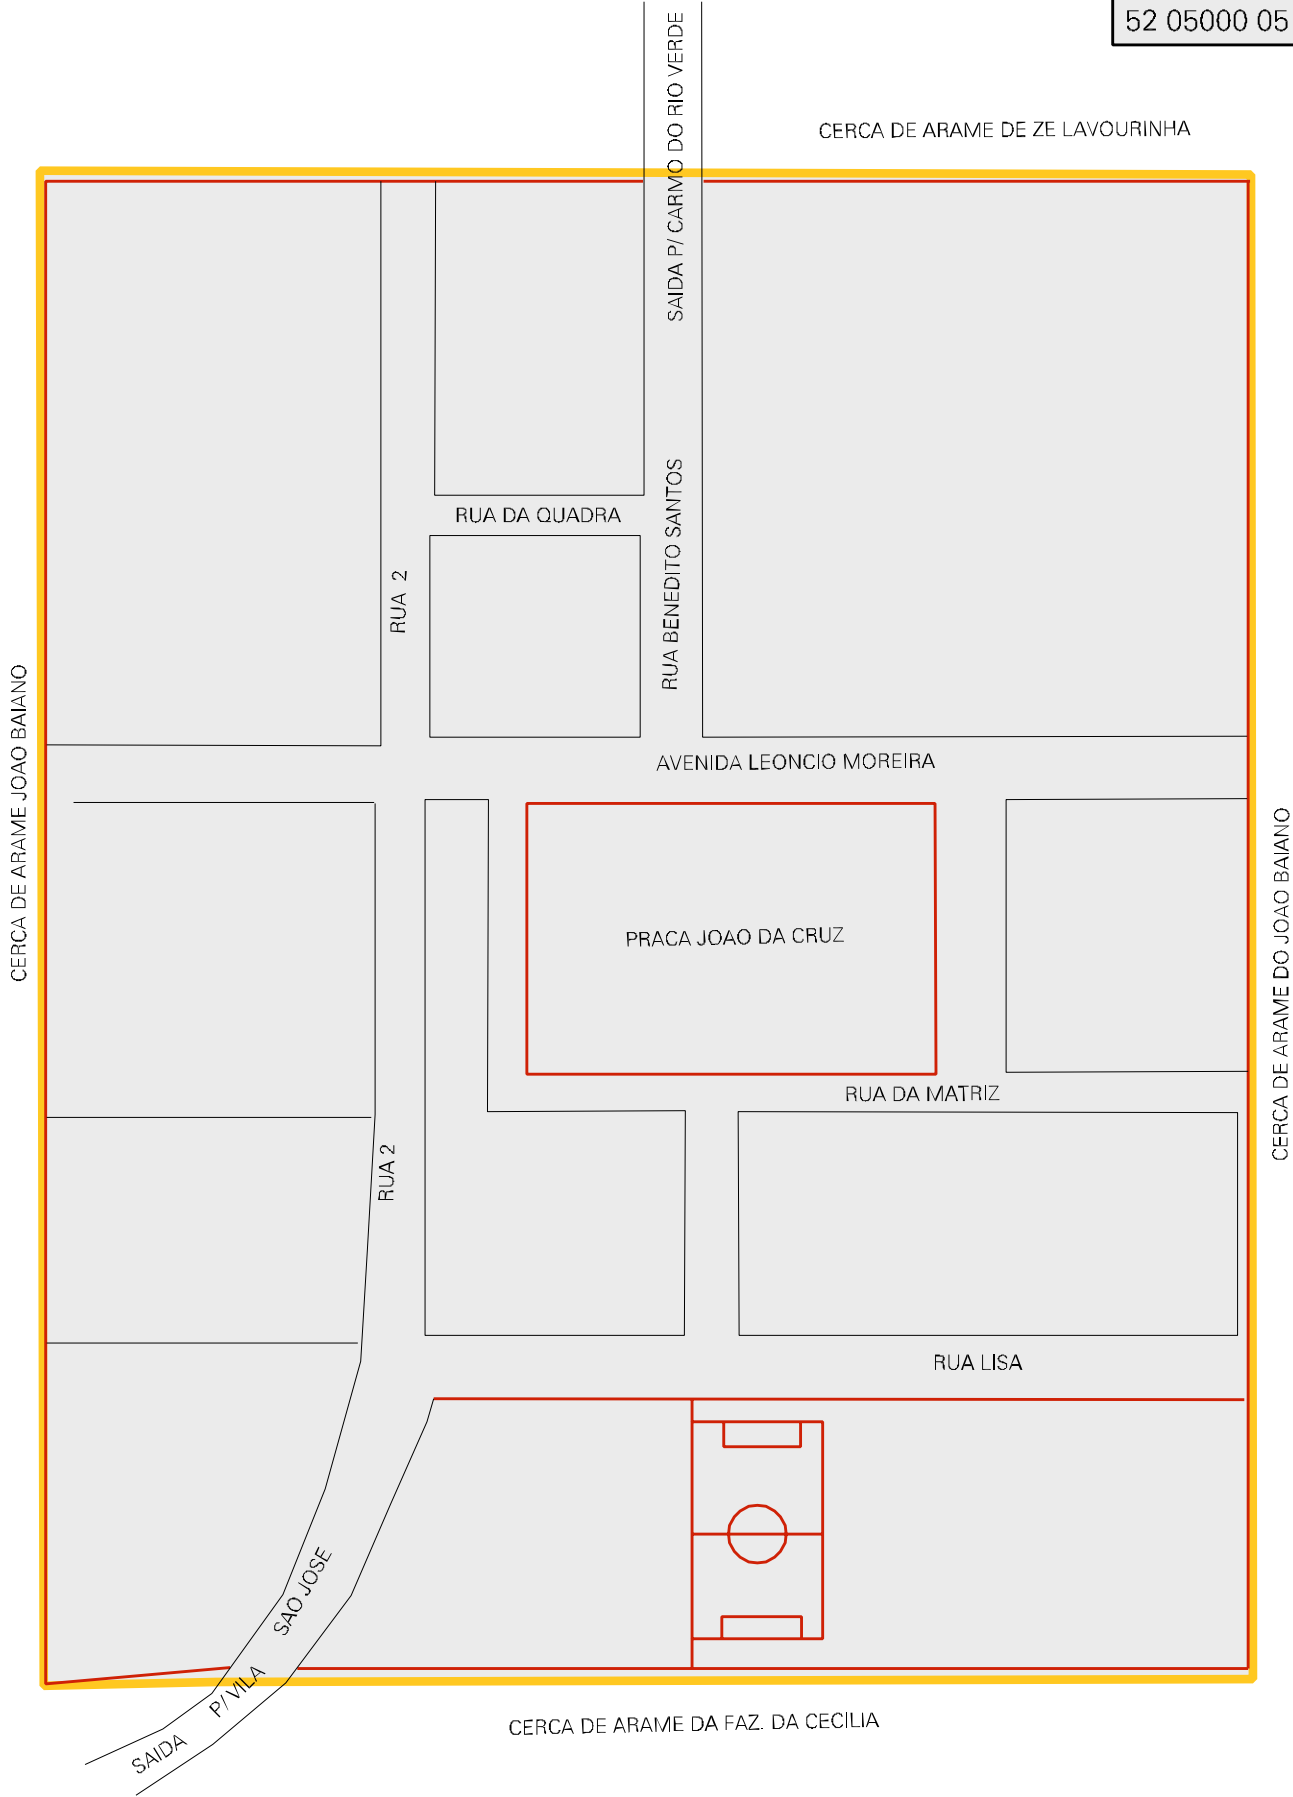 52 05000 05
CERCA DE ARAME DE ZE LAVOURINHA
SAIDA P/ CARMO DO RIO VERDE
RUA DA QUADRA
RUA BENEDITO SANTOS
RUA 2
CERCA DE ARAME JOAO BAIANO
AVENIDA LEONCIO MOREIRA
PRACA JOAO DA CRUZ
CERCA DE ARAME DO JOAO BAIANO
RUA DA MATRIZ
RUA 2
RUA LISA
SAIDA P/ VILA SAO JOSE
CERCA DE ARAME DA FAZ. DA CECILIA